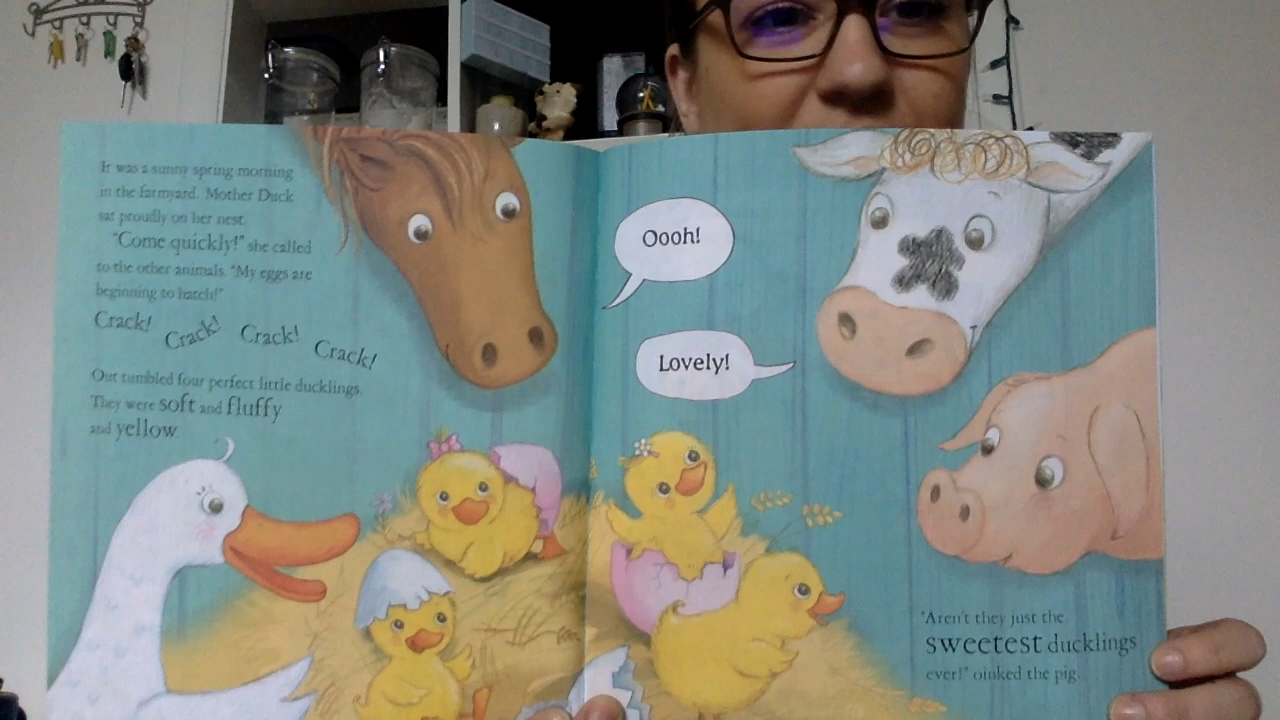 It was a sunny spring morning
in the farmyard. Mother Duck
sat proudly on her nest.
"Come quickly!" she called
to the other animals. "My eggs are
beginning to hatch!"
Crack! Crack! Crack! Crack!
Out tumbled four perfect little ducklings.
They were soft and fluffy
and yellow
Oooh!
Lovely!
"Aren't they just the
sweetest ducklings
ever!" oinked the pig.